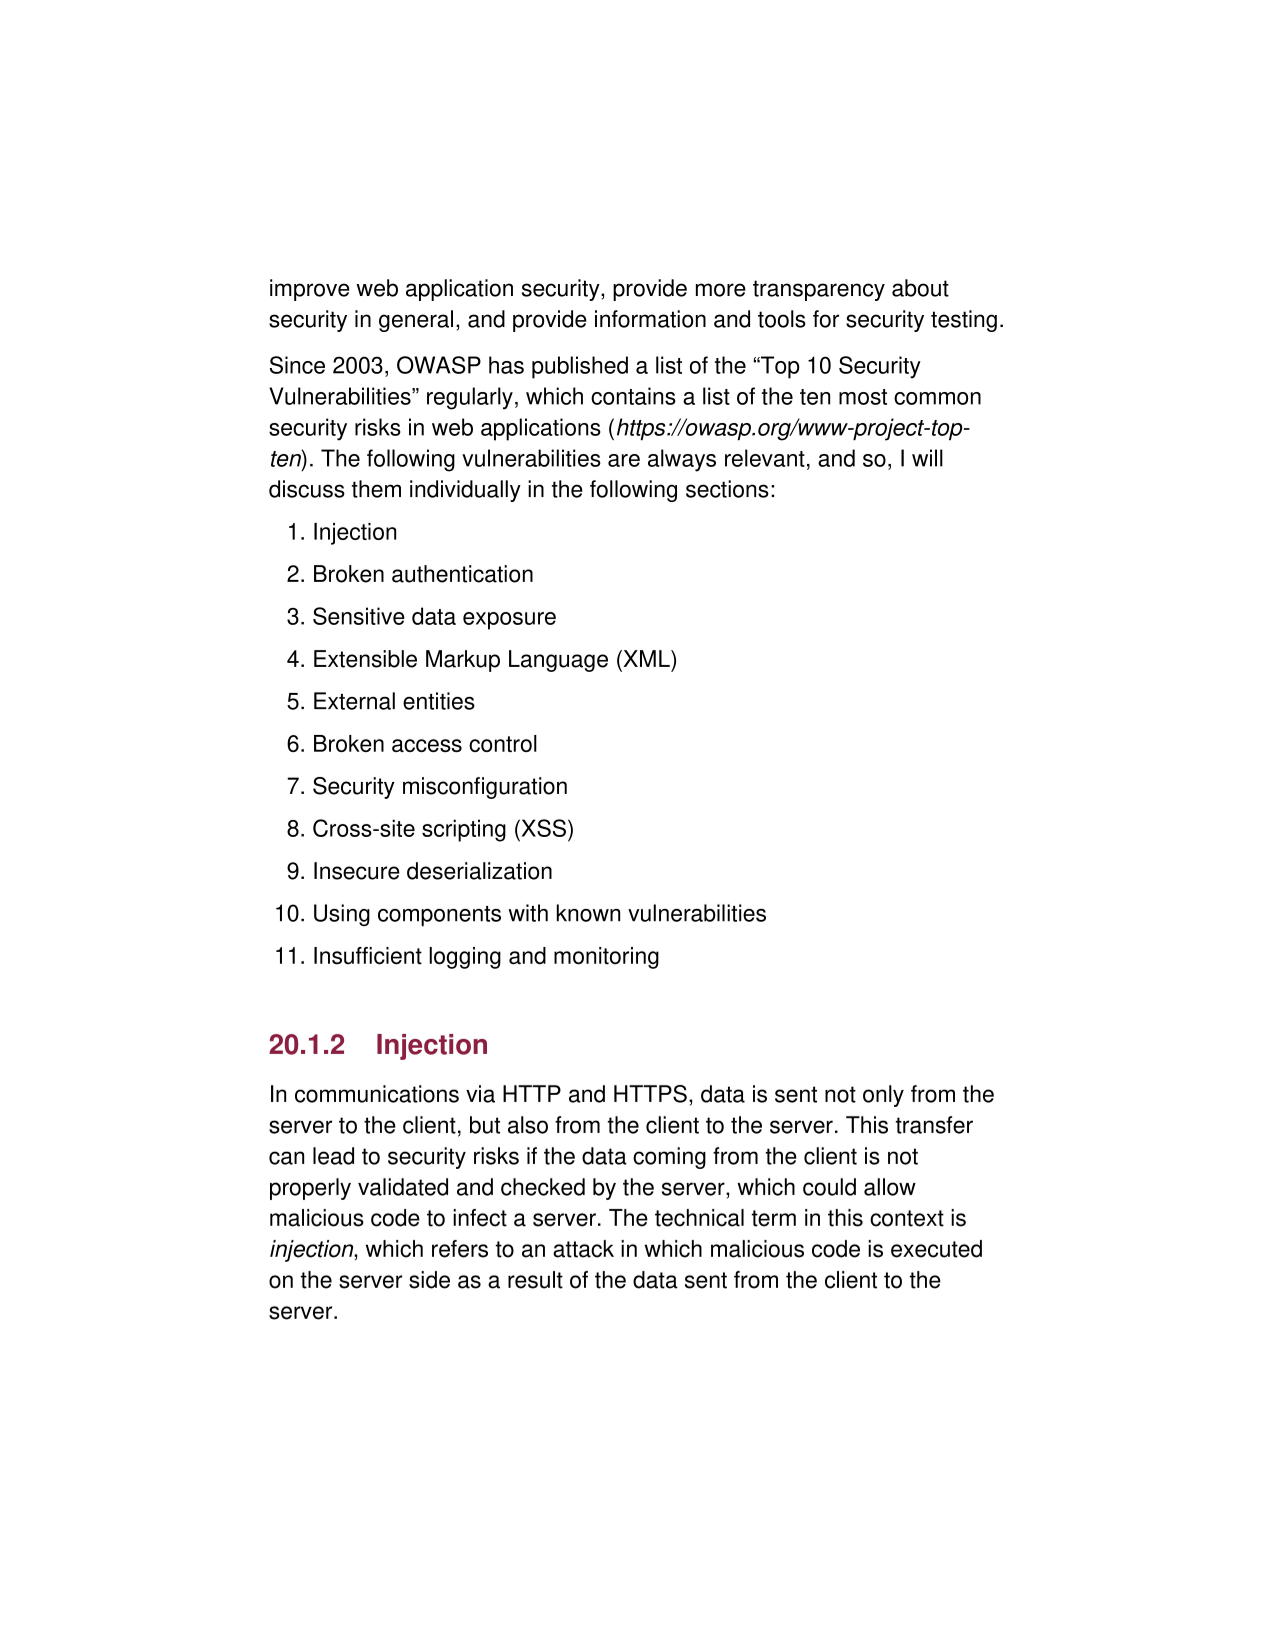 improve web application security, provide more transparency about
security in general, and provide information and tools for security testing.
Since 2003, OWASP has published a list of the “Top 10 Security
Vulnerabilities” regularly, which contains a list of the ten most common
security risks in web applications (https://owasp.org/www-project-top-
ten). The following vulnerabilities are always relevant, and so, I will
discuss them individually in the following sections:
1. Injection
2. Broken authentication
3. Sensitive data exposure
4. Extensible Markup Language (XML)
5. External entities
6. Broken access control
7. Security misconfiguration
8. Cross-site scripting (XSS)
9. Insecure deserialization
10. Using components with known vulnerabilities
11. Insufficient logging and monitoring
20.1.2 Injection
In communications via HTTP and HTTPS, data is sent not only from the
server to the client, but also from the client to the server. This transfer
can lead to security risks if the data coming from the client is not
properly validated and checked by the server, which could allow
malicious code to infect a server. The technical term in this context is
injection, which refers to an attack in which malicious code is executed
on the server side as a result of the data sent from the client to the
server.